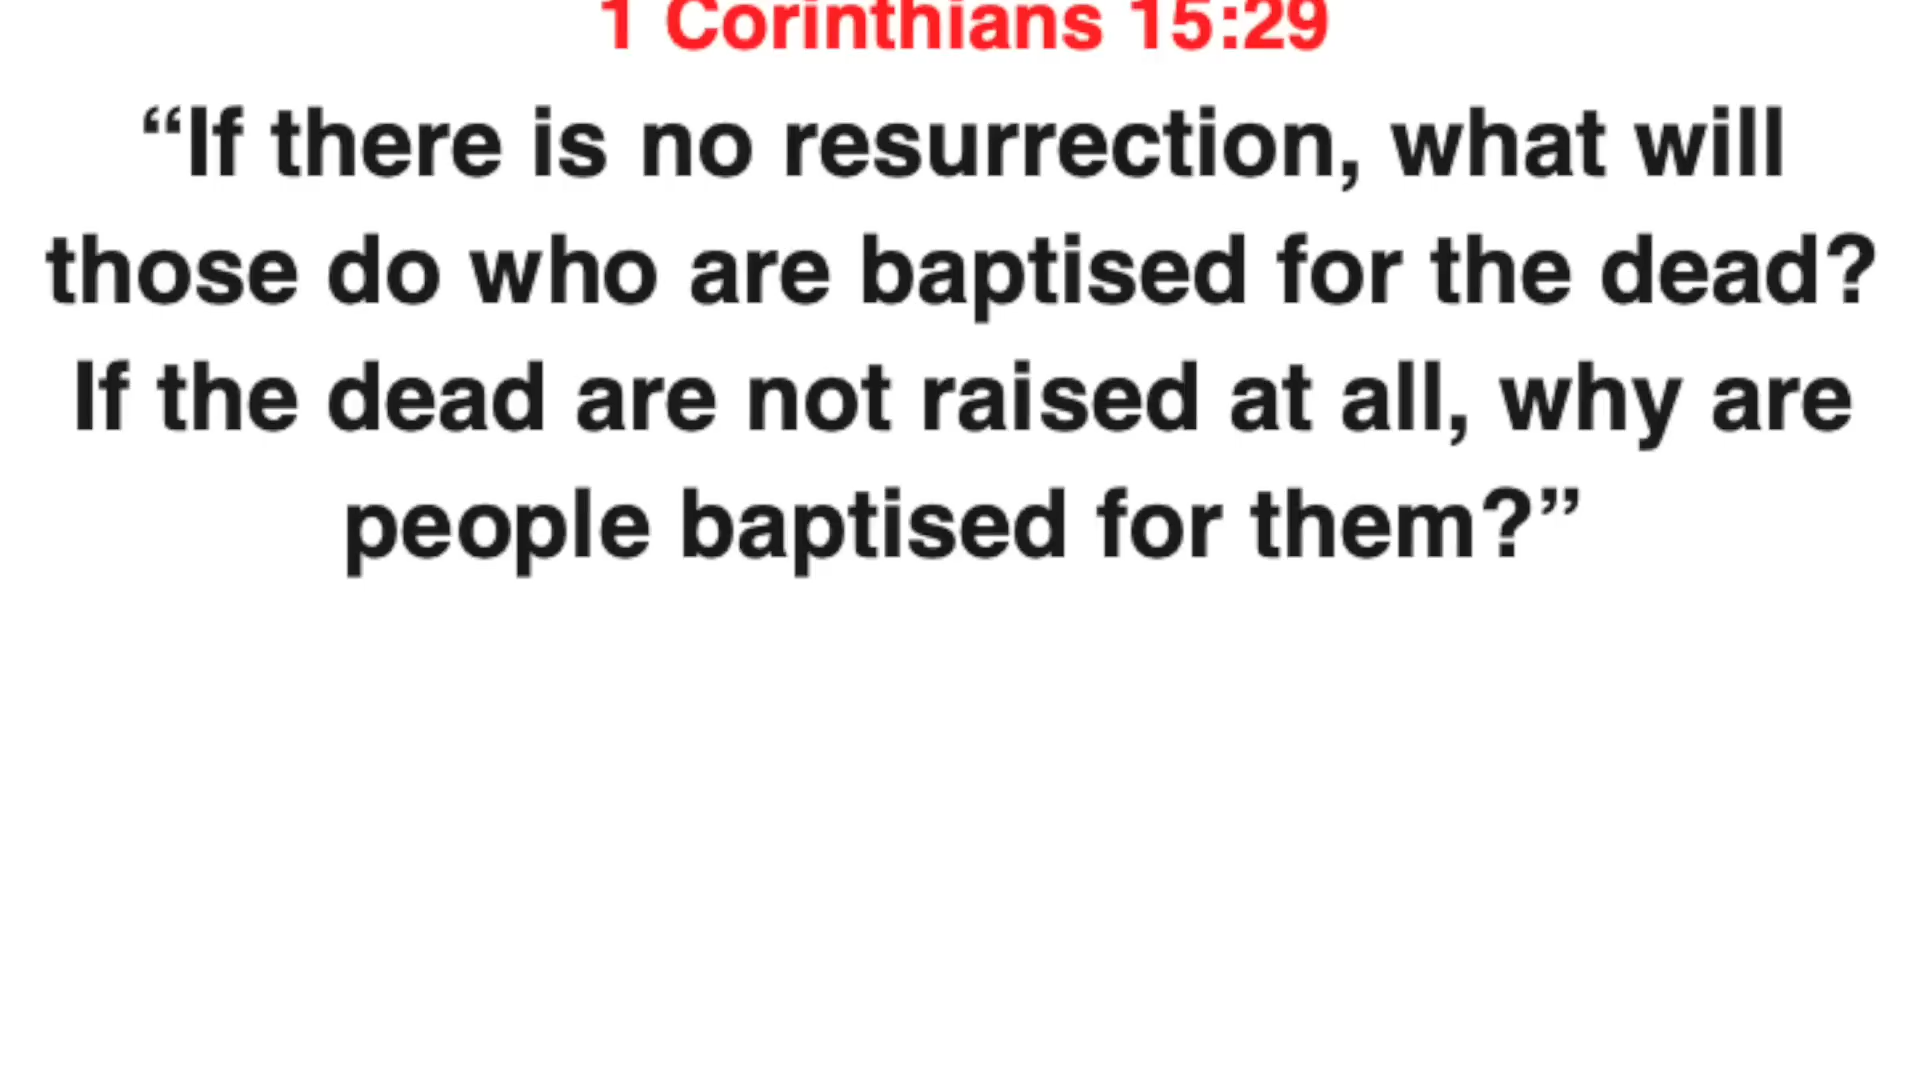 1 Corinthians 15:29
“If there is no resurrection, what will
those do who are baptised for the dead?
If the dead are not raised at all, why are
people baptised for them?”